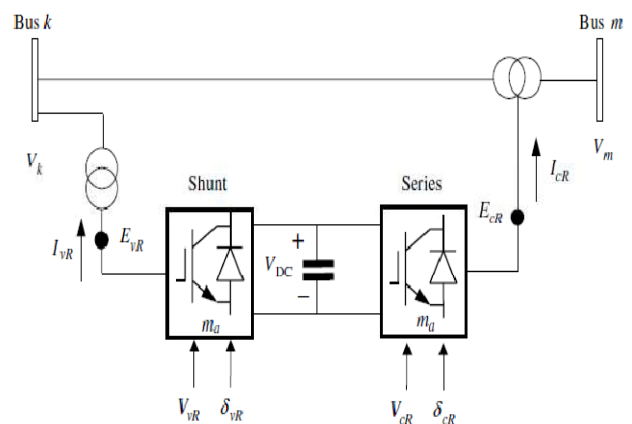 Bus k
Bus m
V_k
V_m
I_cR
Shunt
Series
E_vR
E_cR
I_vR
+
V_DC
−
m_a
m_a
V_vR
δ_vR
V_cR
δ_cR